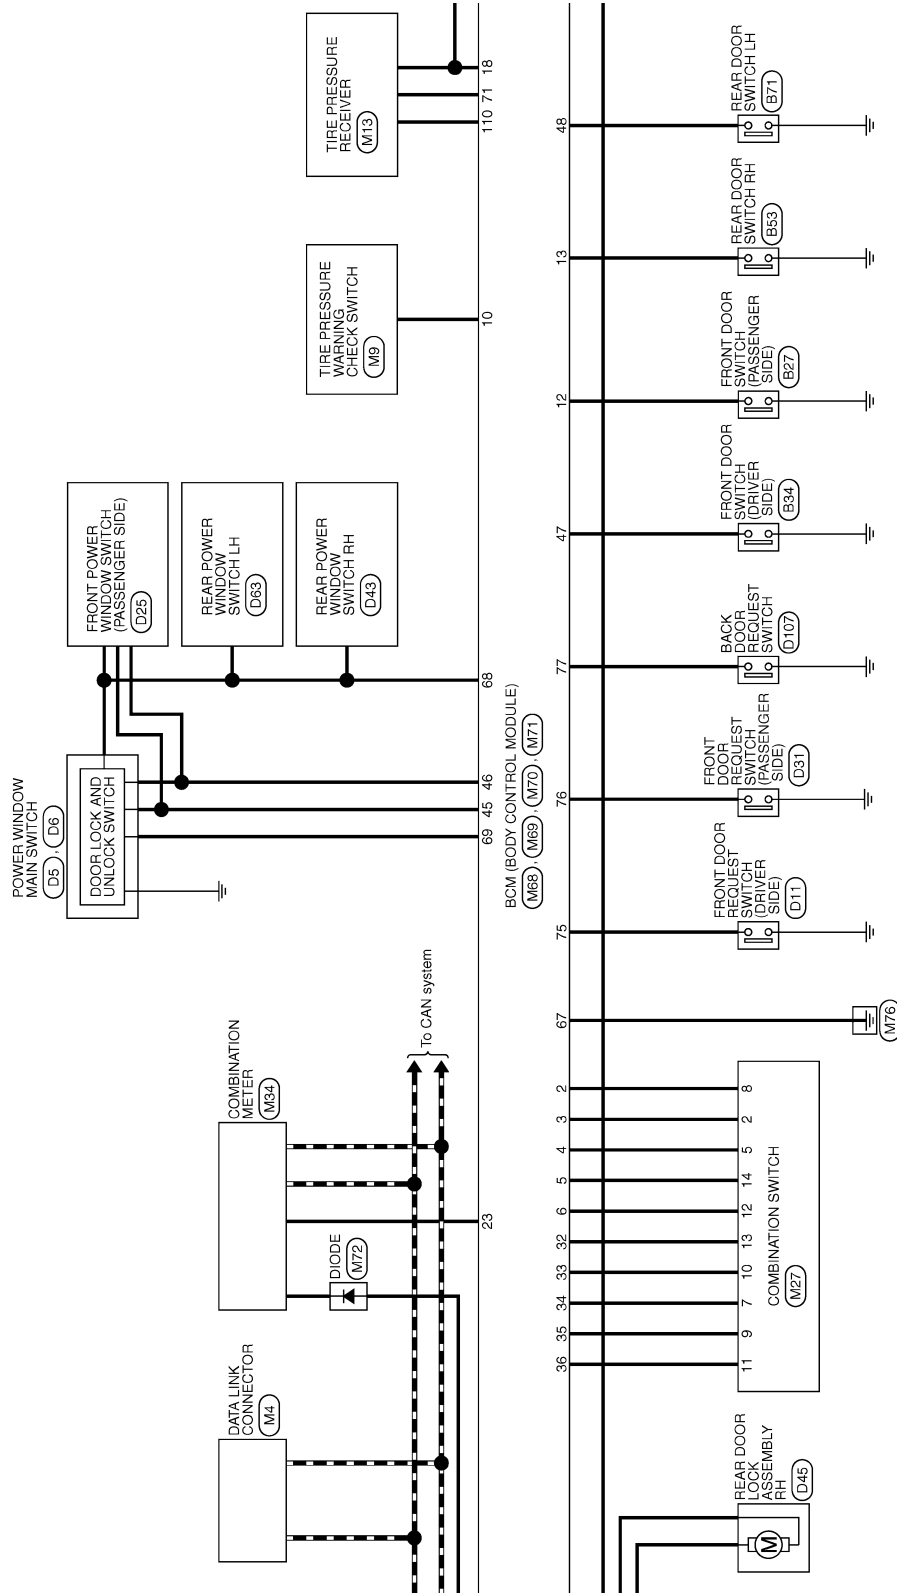 POWER WINDOW
MAIN SWITCH
D5 , D6
DOOR LOCK AND
UNLOCK SWITCH
FRONT POWER
WINDOW SWITCH
(PASSENGER SIDE)
D25
REAR POWER
WINDOW
SWITCH LH
D63
REAR POWER
WINDOW
SWITCH RH
D43
TIRE PRESSURE
WARNING
CHECK SWITCH
M9
TIRE PRESSURE
RECEIVER
M13
DATA LINK
CONNECTOR
M4
COMBINATION
METER
M34
DIODE
M72
To CAN system
23
69
45
46
68
10
110
71
18
BCM (BODY CONTROL MODULE)
M68 , M69 , M70 , M71
36
35
34
33
32
6
5
4
3
2
67
75
76
77
47
12
13
48
11
9
7
10
13
12
14
5
2
8
COMBINATION SWITCH
M27
REAR DOOR
LOCK
ASSEMBLY
RH
D45
M
M76
FRONT DOOR
REQUEST
SWITCH
(DRIVER
SIDE)
D11
FRONT
DOOR
REQUEST
SWITCH
(PASSENGER
SIDE)
D31
BACK
DOOR
REQUEST
SWITCH
D107
FRONT DOOR
SWITCH
(DRIVER
SIDE)
B34
FRONT DOOR
SWITCH
(PASSENGER
SIDE)
B27
REAR DOOR
SWITCH RH
B53
REAR DOOR
SWITCH LH
B71